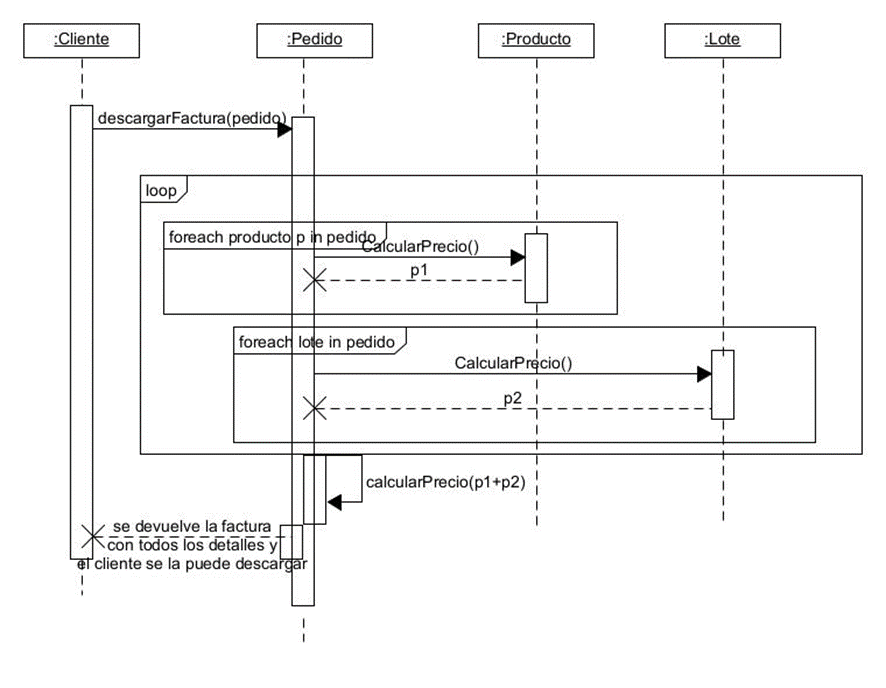 :Cliente
:Pedido
:Producto
:Lote
descargarFactura(pedido)
loop
foreach producto p in pedido
CalcularPrecio()
p1
foreach lote in pedido
CalcularPrecio()
p2
calcularPrecio(p1+p2)
se devuelve la factura
con todos los detalles y
el cliente se la puede descargar